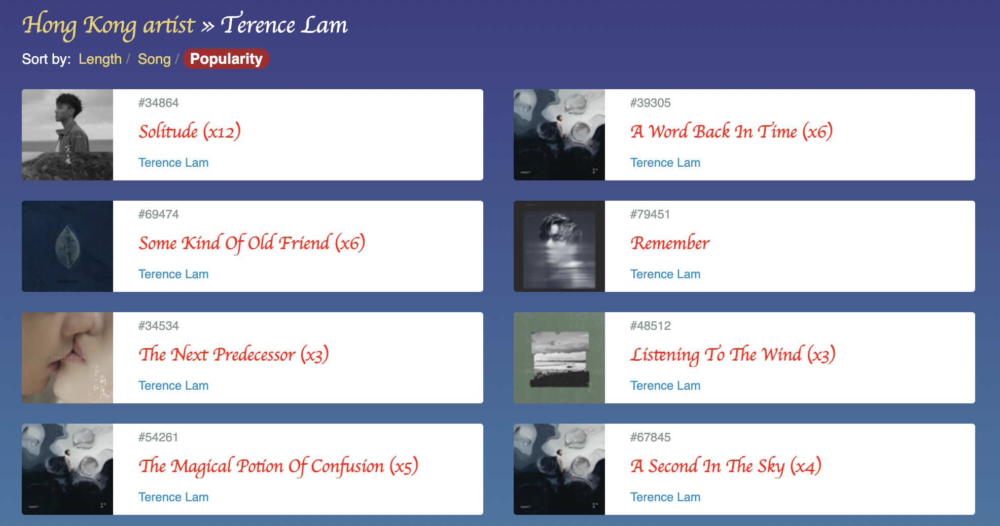 Hong Kong artist » Terence Lam
Sort by: Length / Song / Popularity
#34864
Solitude (x12)
Terence Lam
#39305
A Word Back In Time (x6)
Terence Lam
#69474
Some Kind Of Old Friend (x6)
Terence Lam
#79451
Remember
Terence Lam
#34534
The Next Predecessor (x3)
Terence Lam
#48512
Listening To The Wind (x3)
Terence Lam
#54261
The Magical Potion Of Confusion (x5)
Terence Lam
#67845
A Second In The Sky (x4)
Terence Lam